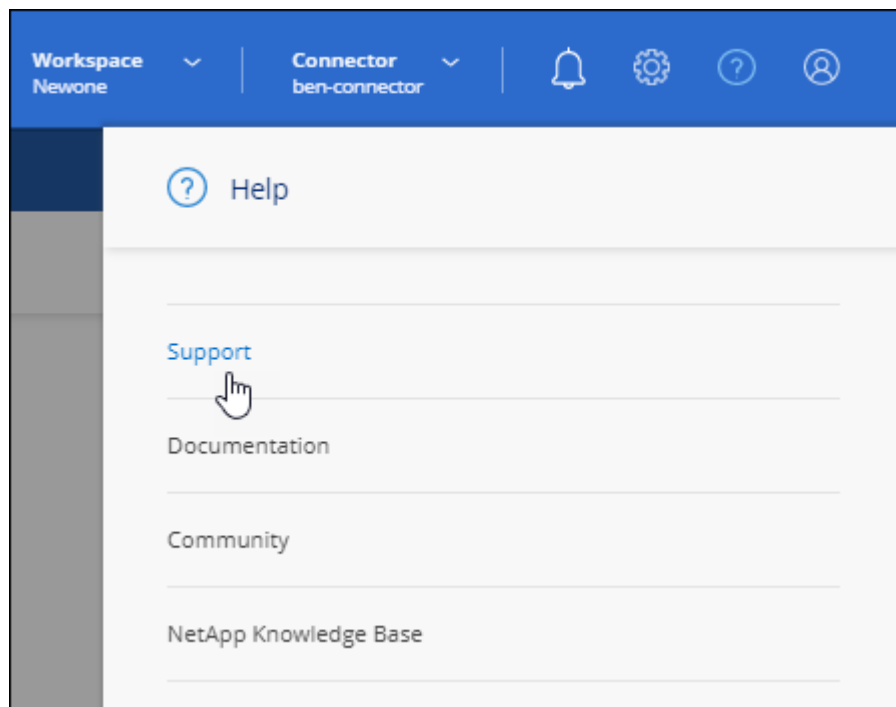 Workspace
Newone
Connector
ben-connector
Help
Support
Documentation
Community
NetApp Knowledge Base